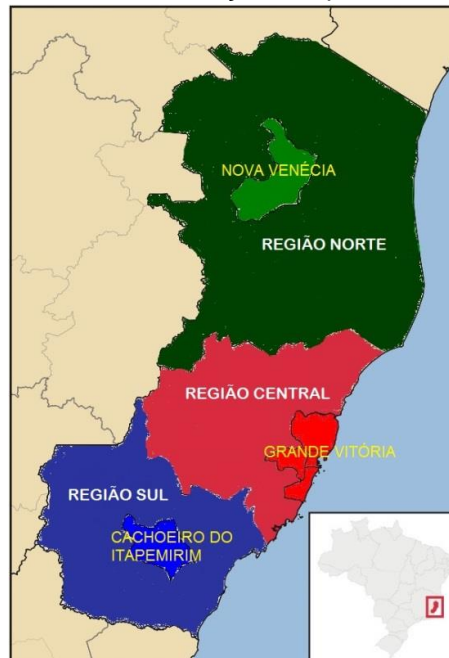 NOVA VENÉCIA
REGIÃO NORTE
REGIÃO CENTRAL
GRANDE VITÓRIA
REGIÃO SUL
CACHOEIRO DO
ITAPEMIRIM